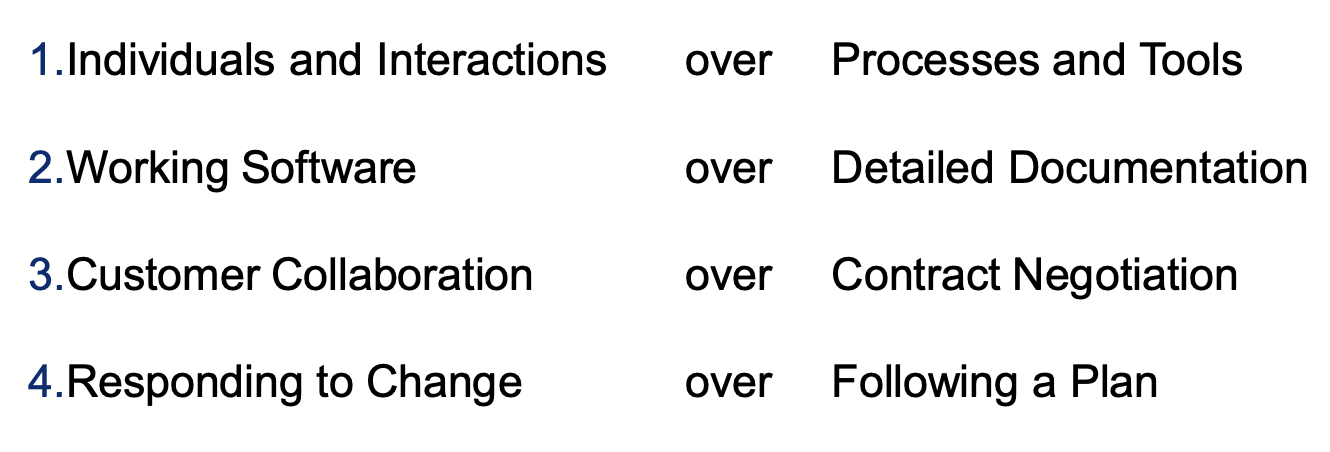 1.Individuals and Interactions over Processes and Tools
2.Working Software over Detailed Documentation
3.Customer Collaboration over Contract Negotiation
4.Responding to Change over Following a Plan